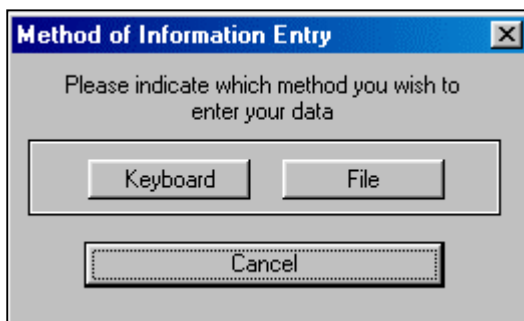 Method of Information Entry
Please indicate which method you wish to
enter your data
Keyboard File
Cancel